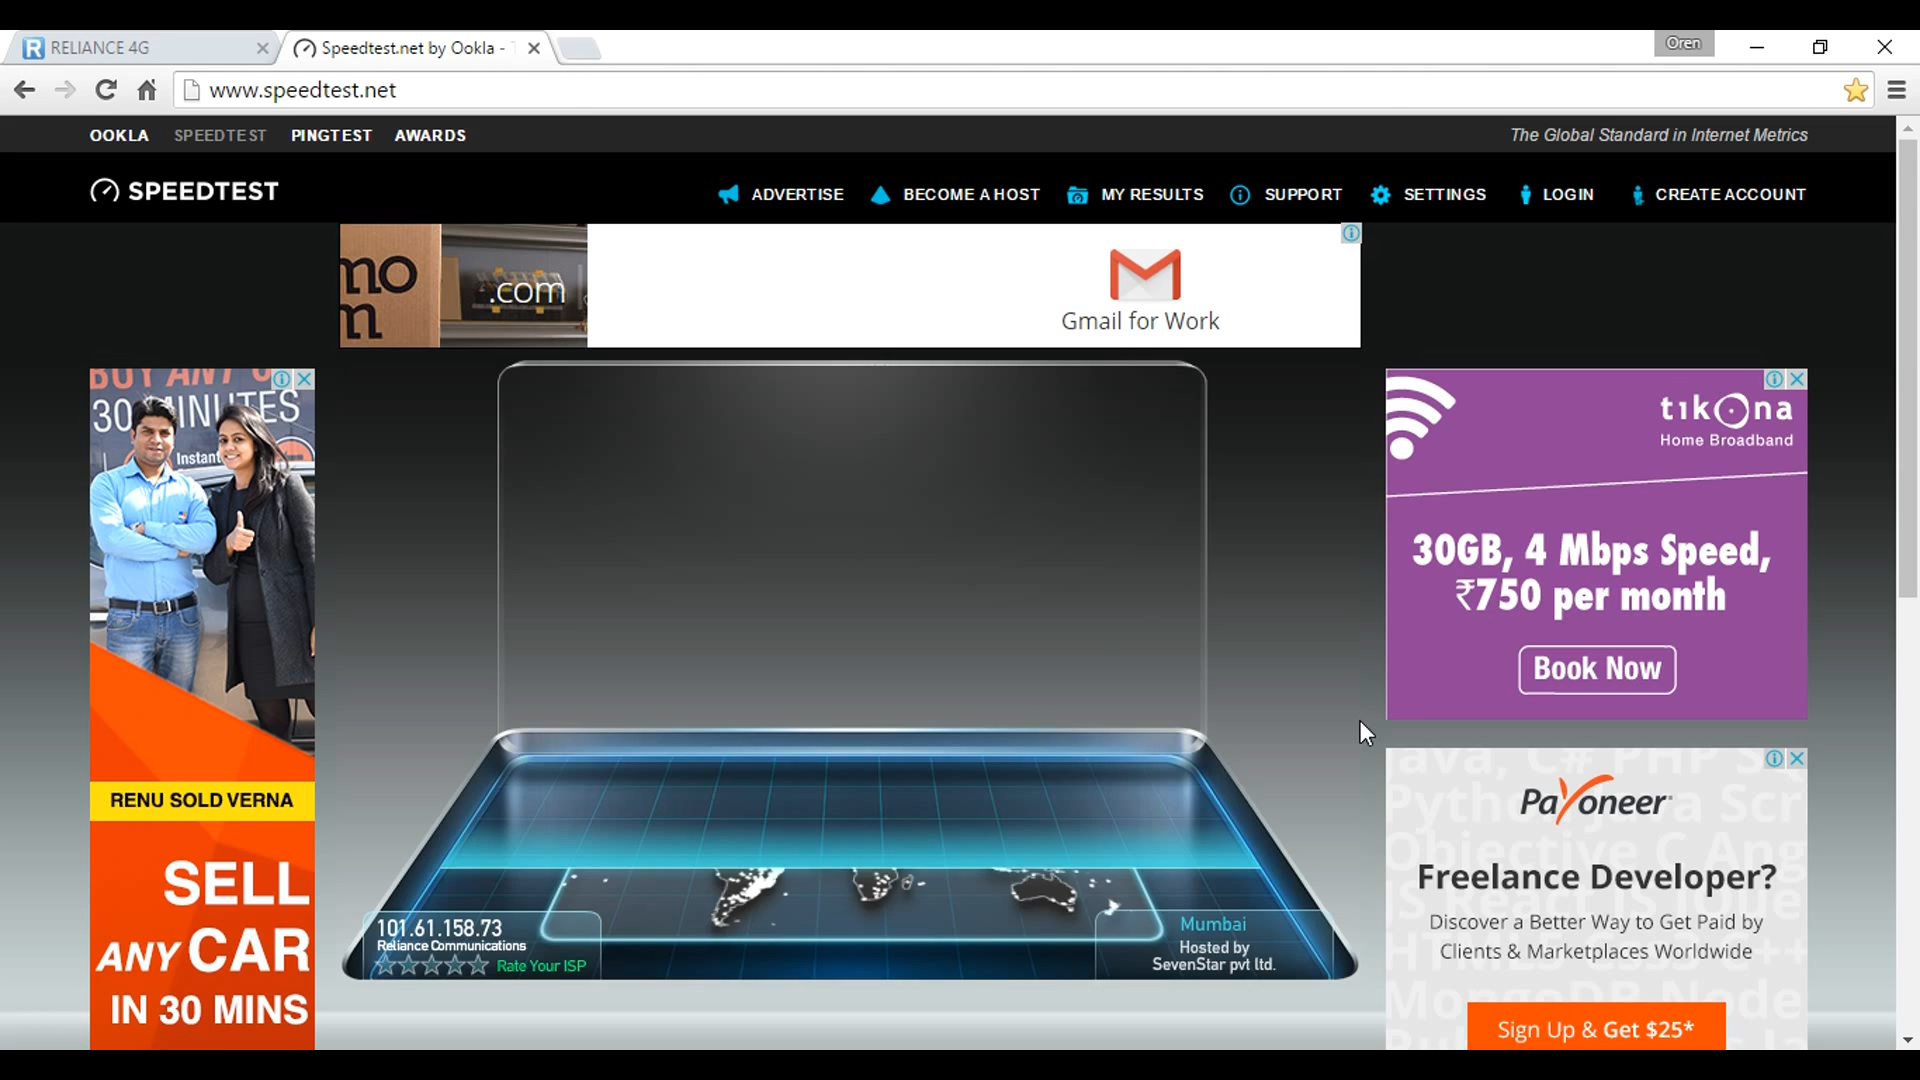 RELIANCE 4G
Speedtest.net by Ookla -
Oren
www.speedtest.net
OOKLA SPEEDTEST PINGTEST AWARDS
The Global Standard in Internet Metrics
SPEEDTEST
ADVERTISE BECOME A HOST MY RESULTS SUPPORT SETTINGS LOGIN CREATE ACCOUNT
mo
m
.com
Gmail for Work
BUY ANY
30 MINUTES
Instant
RENU SOLD VERNA
SELL
ANY CAR
IN 30 MINS
101.61.158.73
Reliance Communications
Rate Your ISP
Mumbai
Hosted by
SevenStar pvt ltd.
tikona
Home Broadband
30GB, 4 Mbps Speed,
₹750 per month
Book Now
Payoneer
Freelance Developer?
Discover a Better Way to Get Paid by
Clients & Marketplaces Worldwide
Sign Up & Get $25*